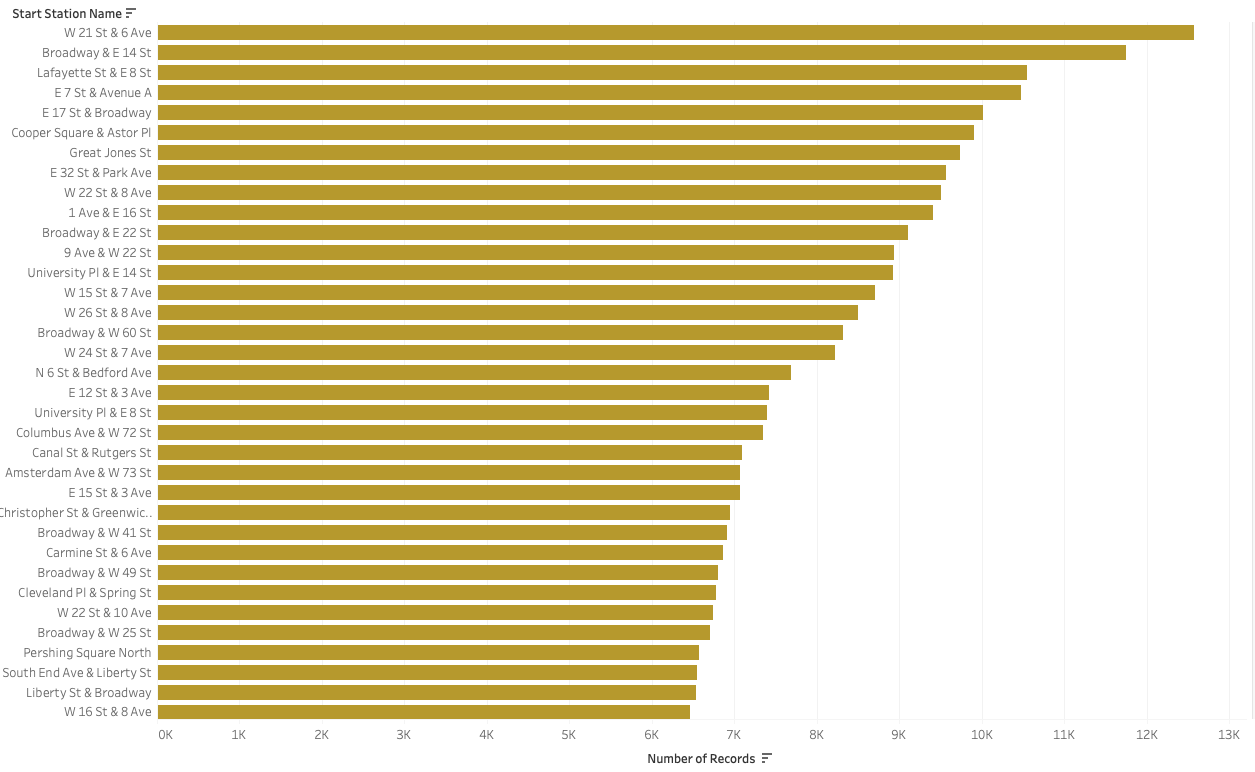 Start Station Name
W 21 St & 6 Ave
Broadway & E 14 St
Lafayette St & E 8 St
E 7 St & Avenue A
E 17 St & Broadway
Cooper Square & Astor Pl
Great Jones St
E 32 St & Park Ave
W 22 St & 8 Ave
1 Ave & E 16 St
Broadway & E 22 St
9 Ave & W 22 St
University Pl & E 14 St
W 15 St & 7 Ave
W 26 St & 8 Ave
Broadway & W 60 St
W 24 St & 7 Ave
N 6 St & Bedford Ave
E 12 St & 3 Ave
University Pl & E 8 St
Columbus Ave & W 72 St
Canal St & Rutgers St
Amsterdam Ave & W 73 St
E 15 St & 3 Ave
Christopher St & Greenwic..
Broadway & W 41 St
Carmine St & 6 Ave
Broadway & W 49 St
Cleveland Pl & Spring St
W 22 St & 10 Ave
Broadway & W 25 St
Pershing Square North
South End Ave & Liberty St
Liberty St & Broadway
W 16 St & 8 Ave
0K 1K 2K 3K 4K 5K 6K 7K 8K 9K 10K 11K 12K 13K
Number of Records